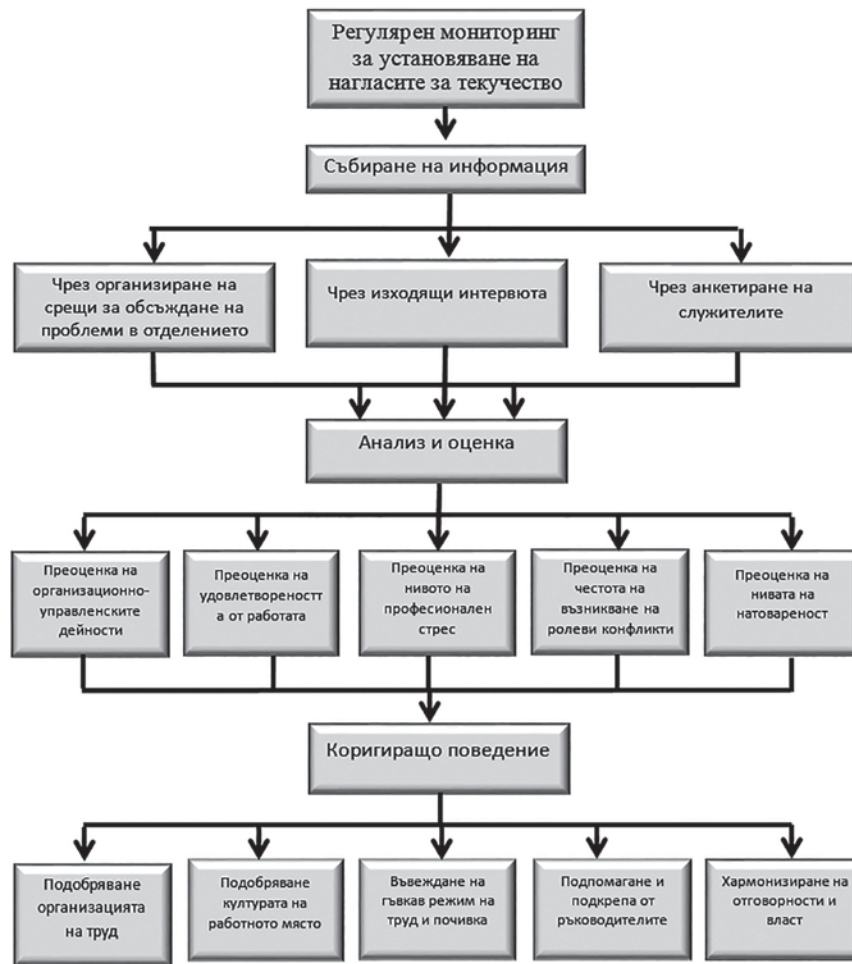 Регулярен мониторинг
за установяване на
нагласите за текучество
Събиране на информация
Чрез организиране на
срещи за обсъждане на
проблеми в отделението
Чрез изходящи интервюта
Чрез анкетиране на
служителите
Анализ и оценка
Преоценка на
организационно-
управленските
дейности
Преоценка на
удовлетвореностт
а от работата
Преоценка на
нивото на
професионален
стрес
Преоценка на
честота на
възникване на
ролеви конфликти
Преоценка на
нивата на
натовареност
Коригиращо поведение
Подобряване
организацията
на труд
Подобряване
културата на
работното място
Въвеждане на
гъвкав режим на
труд и почивка
Подпомагане и
подкрепа от
ръководителите
Хармонизиране на
отговорности и
власт